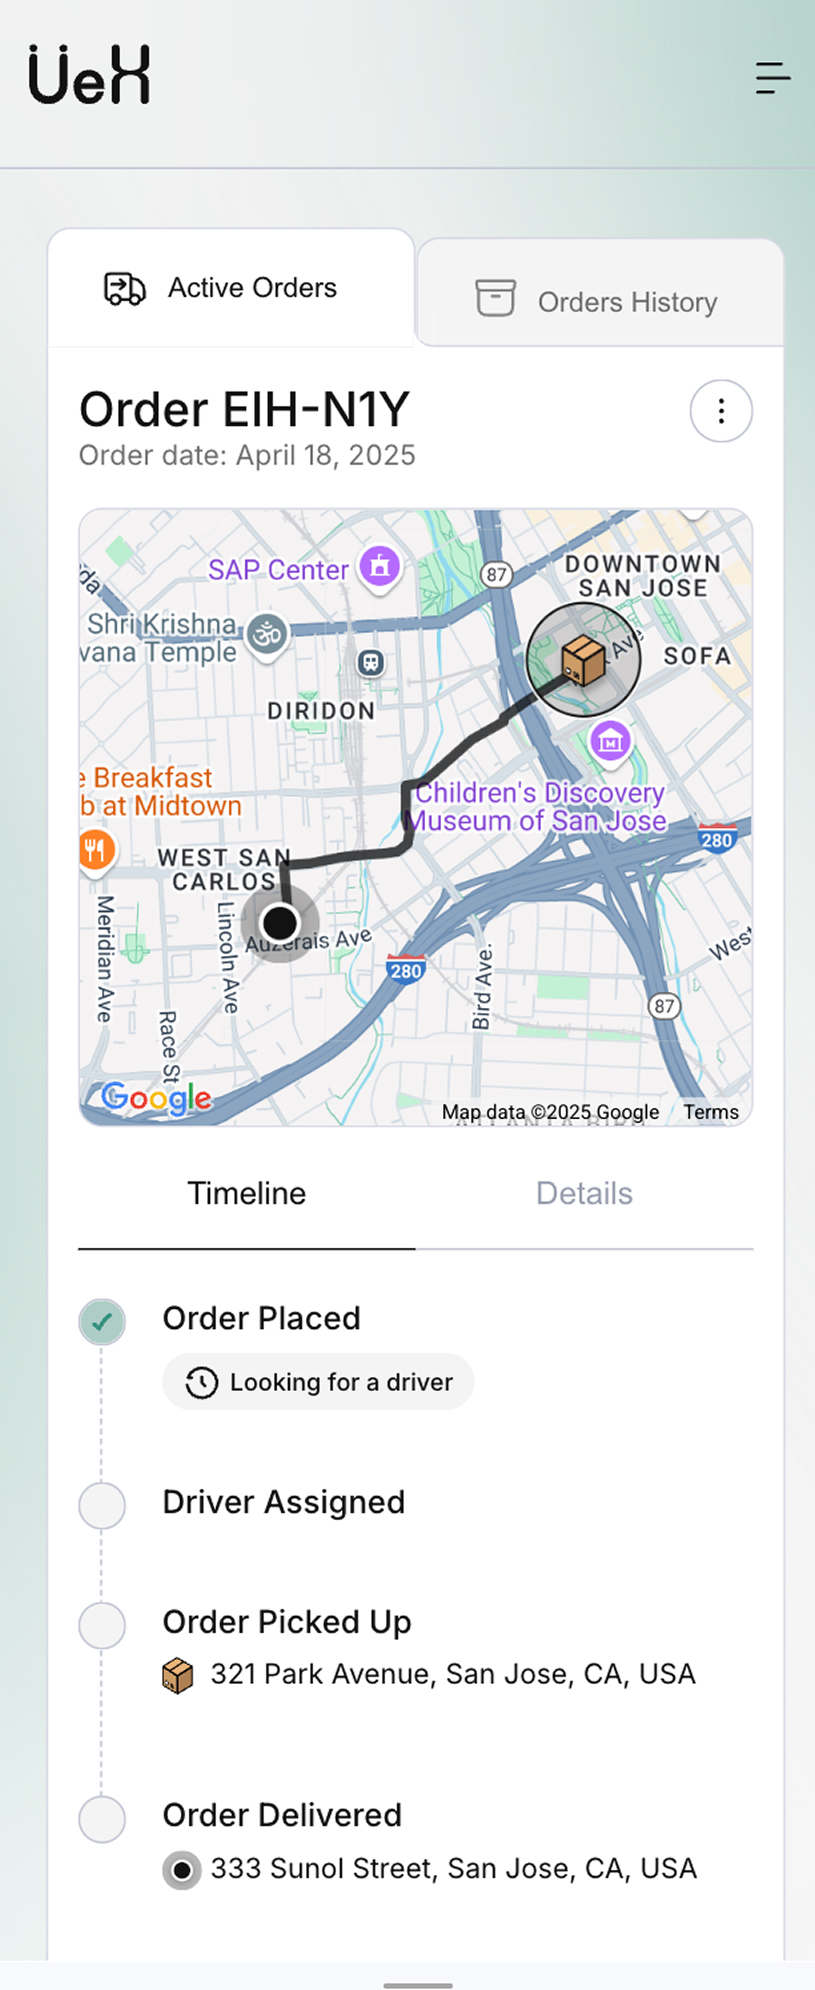 UeX
Active Orders
Orders History
Order EIH-N1Y
Order date: April 18, 2025
SAP Center
87
DOWNTOWN
SAN JOSE
Shri Krishna
vana Temple
Ave
SOFA
DIRIDON
e Breakfast
b at Midtown
Children's Discovery
Museum of San Jose
280
WEST SAN
CARLOS
Meridian Ave
Lincoln Ave
Auzerais Ave
280
Bird Ave.
West
87
Race St
Google
Map data ©2025 Google
Terms
Timeline
Details
Order Placed
Looking for a driver
Driver Assigned
Order Picked Up
321 Park Avenue, San Jose, CA, USA
Order Delivered
333 Sunol Street, San Jose, CA, USA